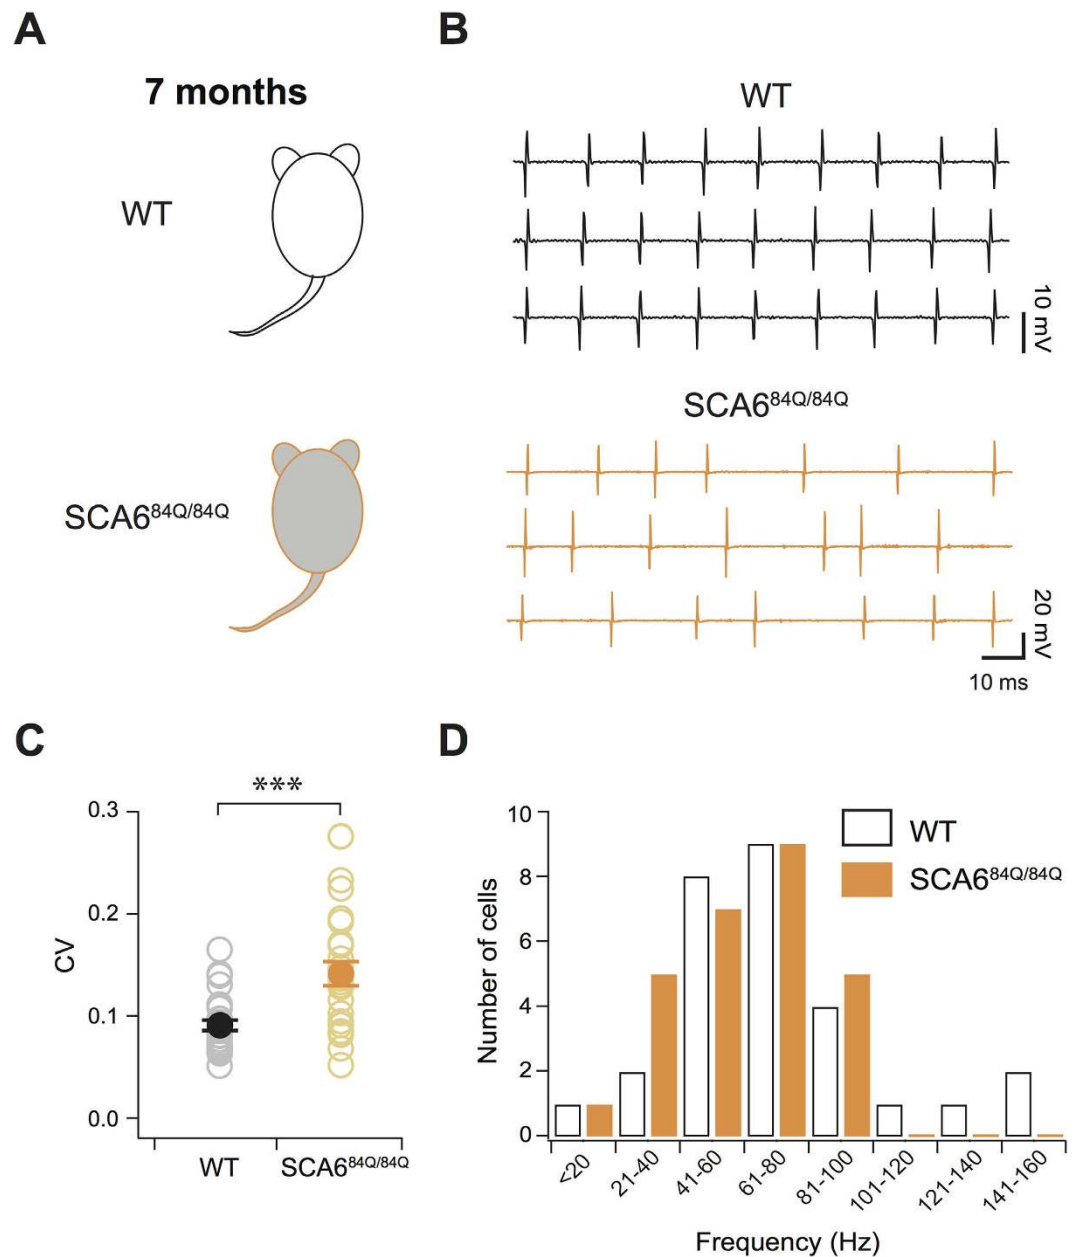 A
7 months
WT
SCA6^84Q/84Q
B
WT
10 mV
SCA6^84Q/84Q
20 mV
10 ms
C
***
0.3
0.2
0.1
0.0
CV
WT
SCA6^84Q/84Q
D
10
8
6
4
2
0
Number of cells
WT
SCA6^84Q/84Q
<20
21-40
41-60
61-80
81-100
101-120
121-140
141-160
Frequency (Hz)